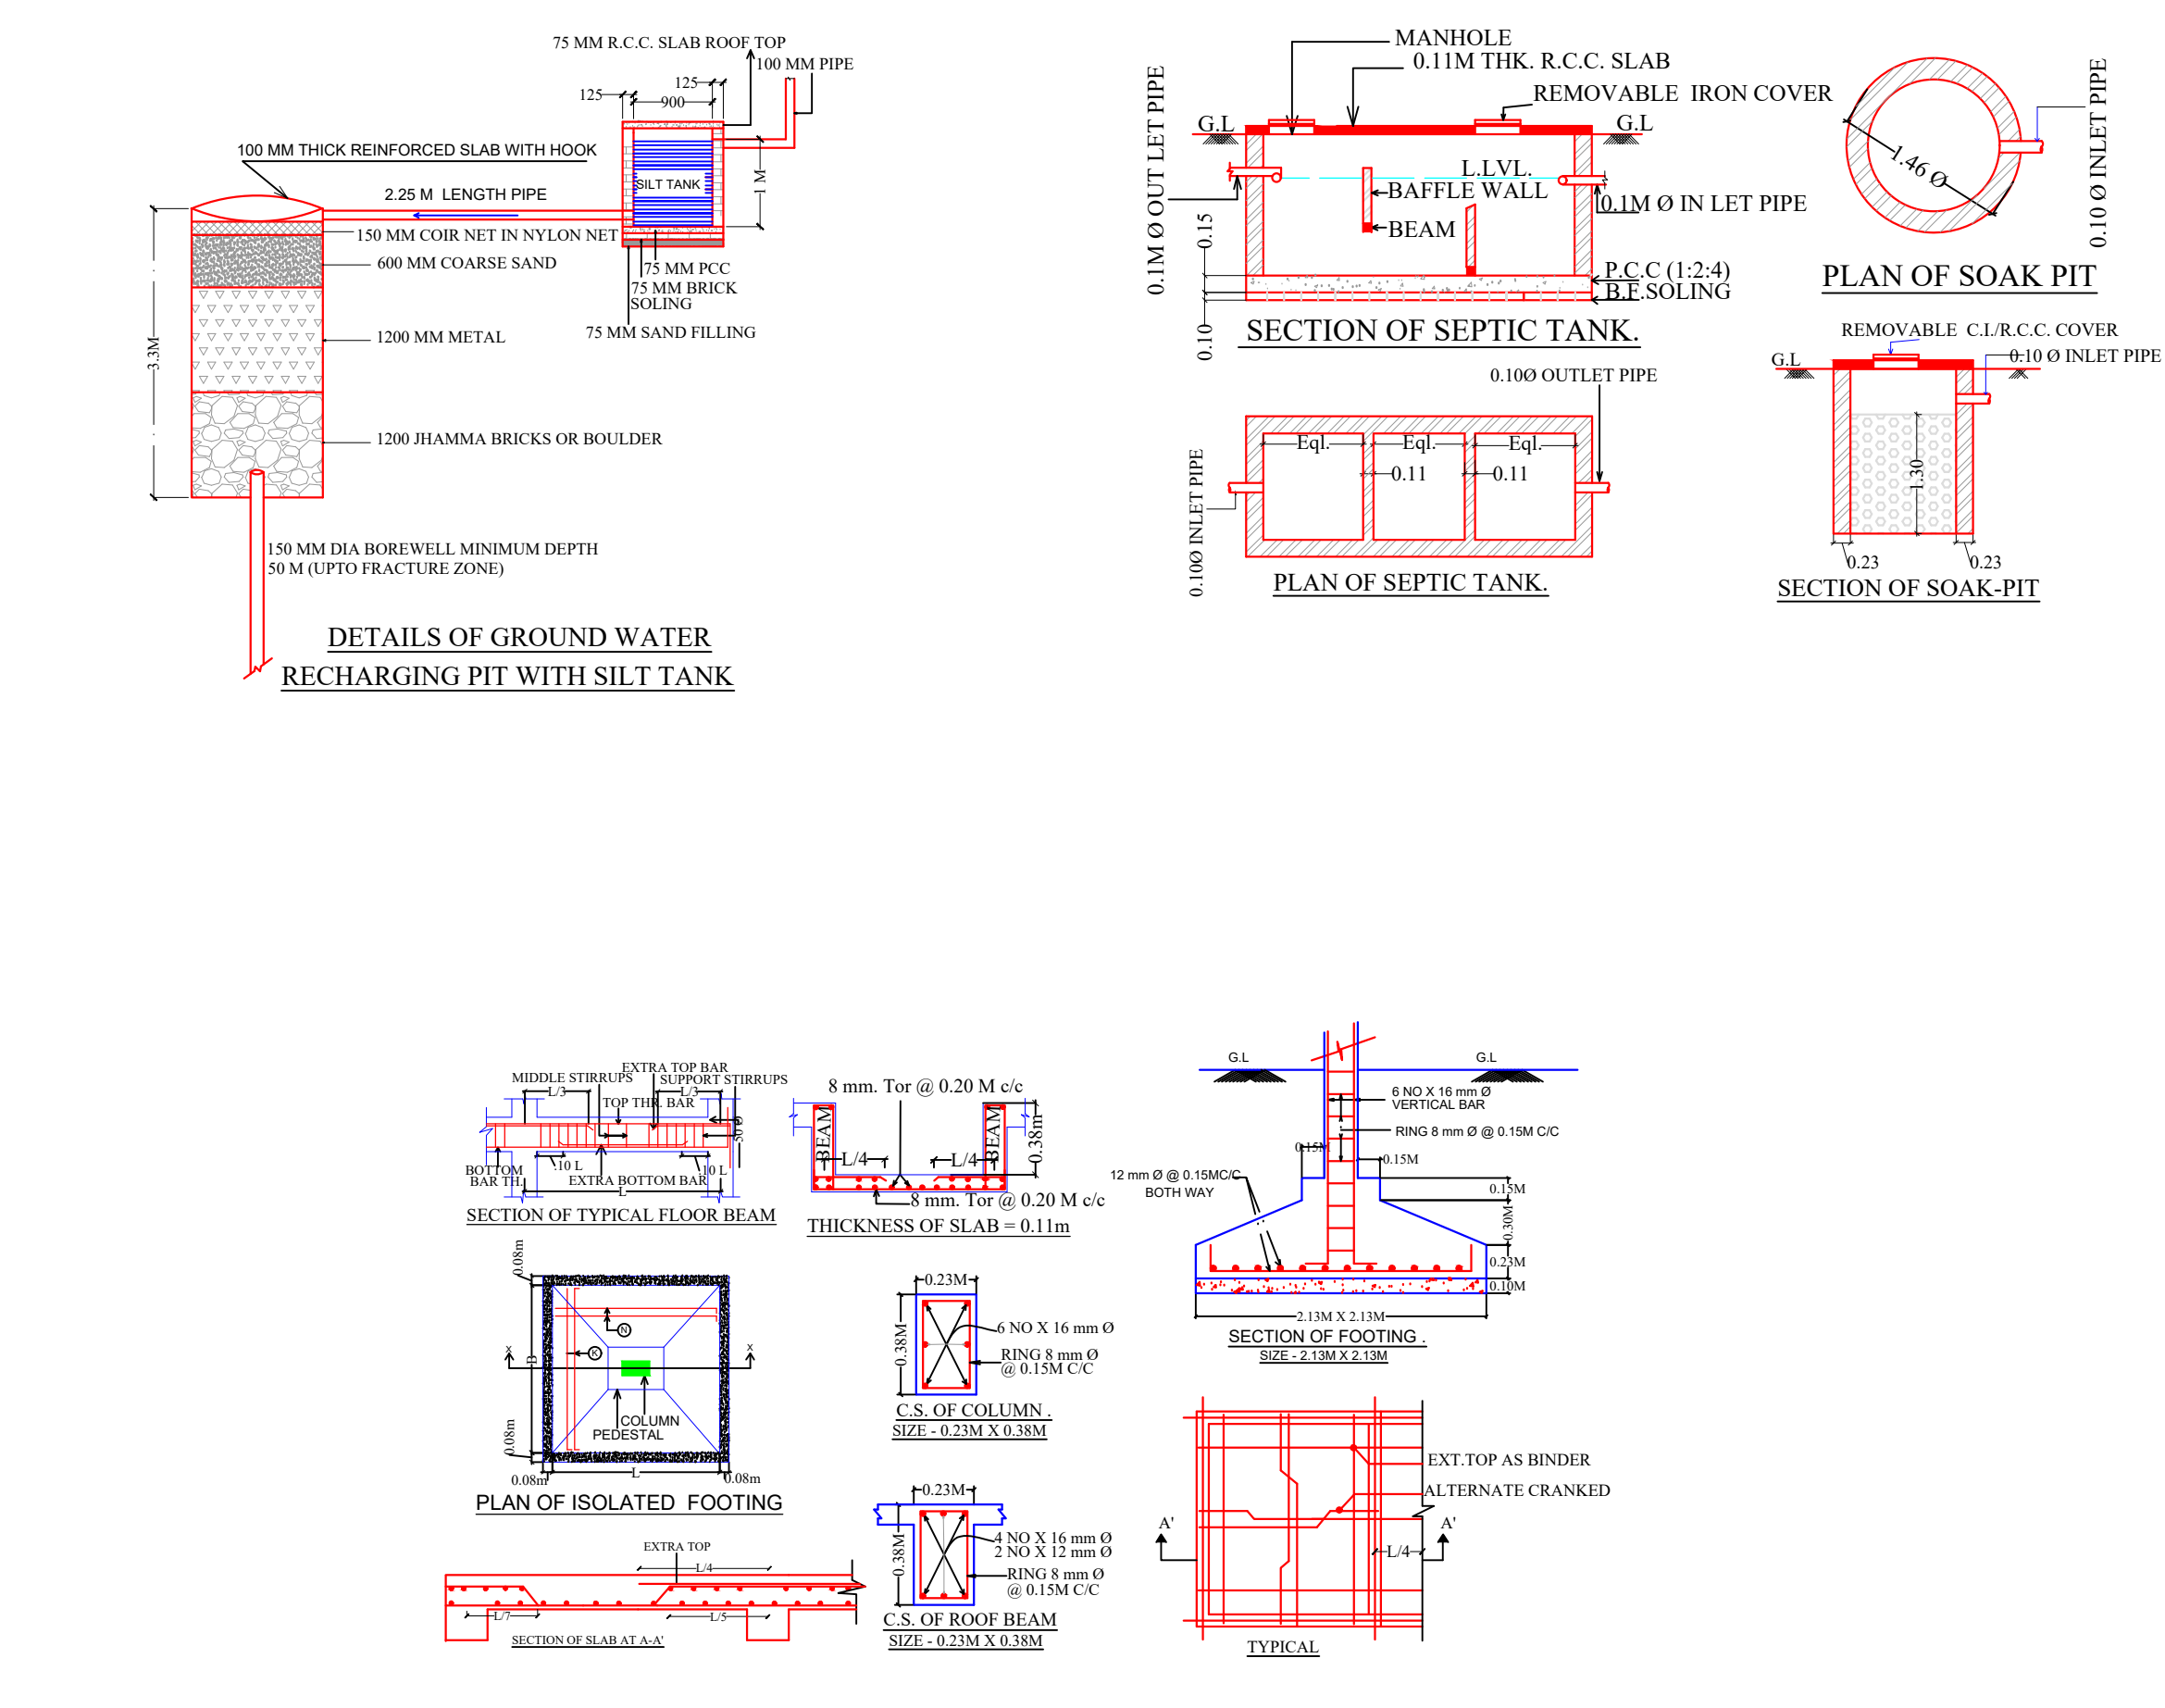 75 MM R.C.C. SLAB ROOF TOP
100 MM PIPE
125
125
900
100 MM THICK REINFORCED SLAB WITH HOOK
SILT TANK
1 M
2.25 M LENGTH PIPE
150 MM COIR NET IN NYLON NET
600 MM COARSE SAND
75 MM PCC
75 MM BRICK
SOLING
75 MM SAND FILLING
1200 MM METAL
3.3M
1200 JHAMMA BRICKS OR BOULDER
150 MM DIA BOREWELL MINIMUM DEPTH
50 M (UPTO FRACTURE ZONE)
DETAILS OF GROUND WATER
RECHARGING PIT WITH SILT TANK
MANHOLE
0.11M THK. R.C.C. SLAB
REMOVABLE IRON COVER
G.L
G.L
0.1M Ø OUT LET PIPE
L.LVL.
BAFFLE WALL
0.1M Ø IN LET PIPE
BEAM
0.15
P.C.C (1:2:4)
B.F.SOLING
0.10
SECTION OF SEPTIC TANK.
0.10Ø OUTLET PIPE
Eql.
Eql.
Eql.
0.11
0.11
0.10Ø INLET PIPE
PLAN OF SEPTIC TANK.
1.46 Ø
0.10 Ø INLET PIPE
PLAN OF SOAK PIT
REMOVABLE C.I./R.C.C. COVER
G.L
0.10 Ø INLET PIPE
1.30
0.23
0.23
SECTION OF SOAK-PIT
EXTRA TOP BAR
MIDDLE STIRRUPS
SUPPORT STIRRUPS
L/3
L/3
TOP THR. BAR
50 Ø
BOTTOM
BAR TH.
.10 L
.10 L
EXTRA BOTTOM BAR
L
SECTION OF TYPICAL FLOOR BEAM
8 mm. Tor @ 0.20 M c/c
BEAM
BEAM
0.38m
L/4
L/4
8 mm. Tor @ 0.20 M c/c
THICKNESS OF SLAB = 0.11m
G.L
G.L
6 NO X 16 mm Ø
VERTICAL BAR
RING 8 mm Ø @ 0.15M C/C
0.15M
0.15M
12 mm Ø @ 0.15MC/C
BOTH WAY
0.15M
0.30M
0.23M
0.10M
2.13M X 2.13M
SECTION OF FOOTING .
SIZE - 2.13M X 2.13M
0.08m
N
K
X
X
B
COLUMN
PEDESTAL
0.08m
0.08m
L
0.08m
PLAN OF ISOLATED FOOTING
0.23M
0.38M
6 NO X 16 mm Ø
RING 8 mm Ø
@ 0.15M C/C
C.S. OF COLUMN .
SIZE - 0.23M X 0.38M
0.23M
0.38M
4 NO X 16 mm Ø
2 NO X 12 mm Ø
RING 8 mm Ø
@ 0.15M C/C
C.S. OF ROOF BEAM
SIZE - 0.23M X 0.38M
EXTRA TOP
L/4
L/7
L/5
SECTION OF SLAB AT A-A'
EXT.TOP AS BINDER
ALTERNATE CRANKED
A'
A'
L/4
TYPICAL